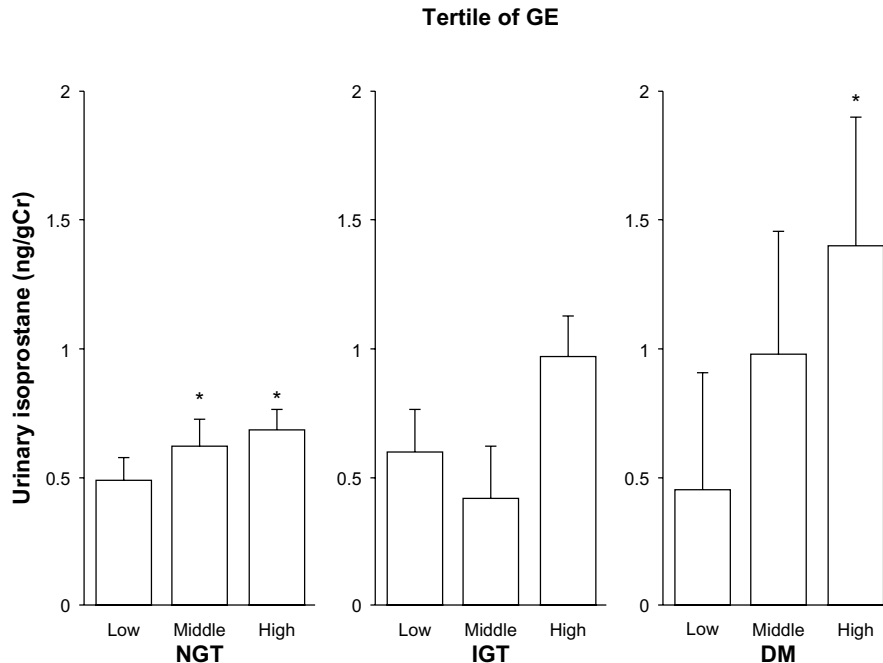 Tertile of GE
Urinary isoprostane (ng/gCr)
2
1.5
1
0.5
0
* *
Low Middle High
NGT
2
1.5
1
0.5
0
Low Middle High
IGT
2
1.5
1
0.5
0
*
Low Middle High
DM